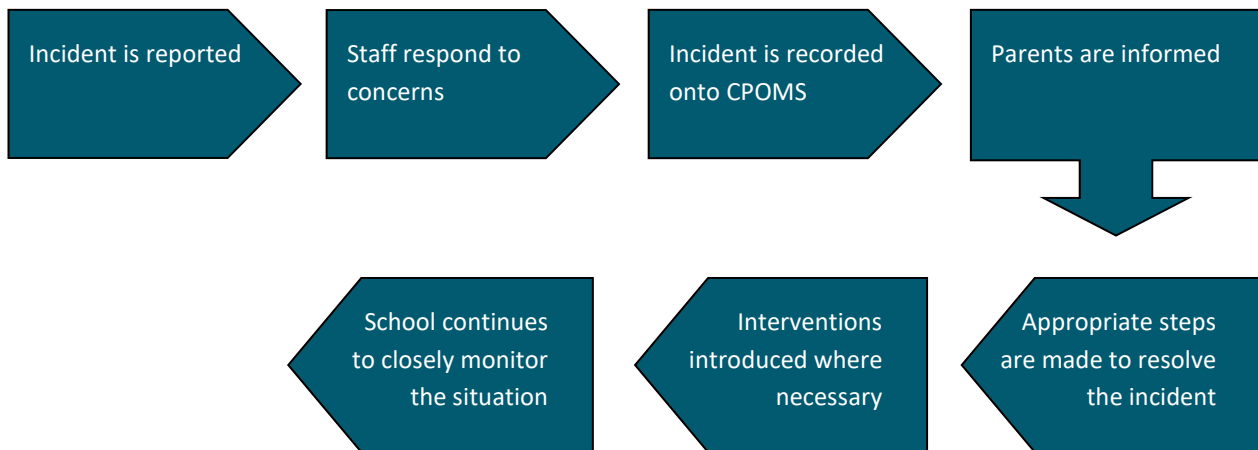 Incident is reported
Staff respond to
concerns
Incident is recorded
onto CPOMS
Parents are informed
Appropriate steps
are made to resolve
the incident
Interventions
introduced where
necessary
School continues
to closely monitor
the situation